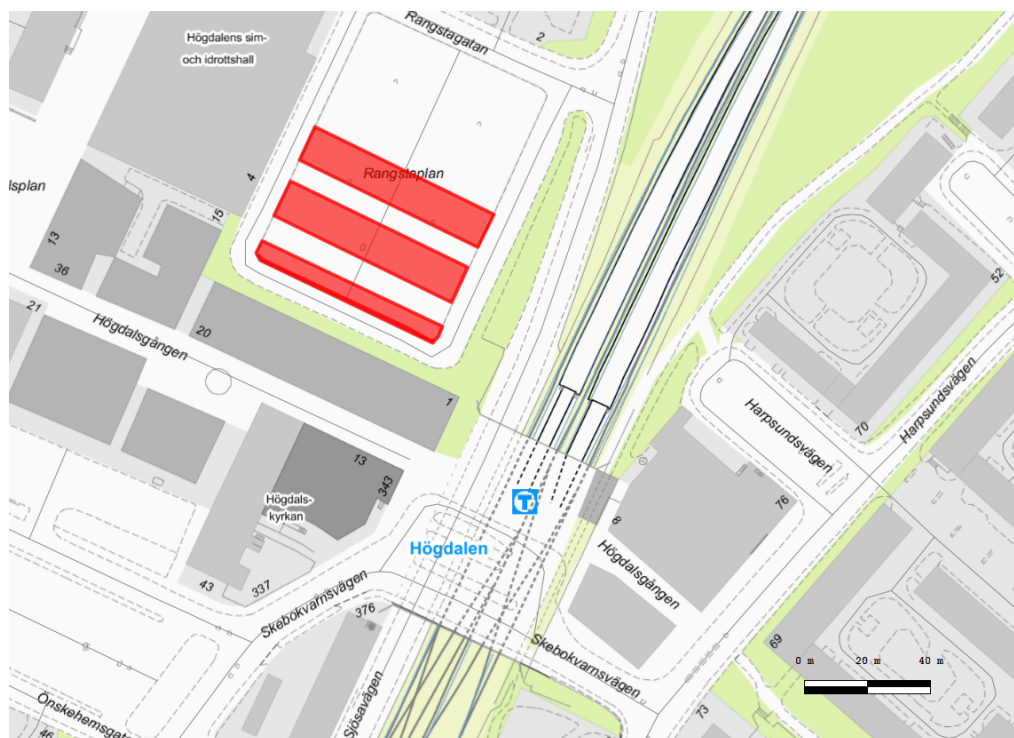 Rangstagatan
2
Högdalens sim-
och idrottshall
4
Rangstaplan
lsplan
15
13
36
52
21
Högdalsgången
20
1
Harpsundsvägen
Harpsundsvägen
70
13
343
Högdals-
kyrkan
76
T
8
Högdalen
Högdalsgången
43
337
Skebokvarnsvägen
376
Skebokvarnsvägen
69
0 m
20 m
40 m
Sjösavägen
Önskehemsgat
46
73